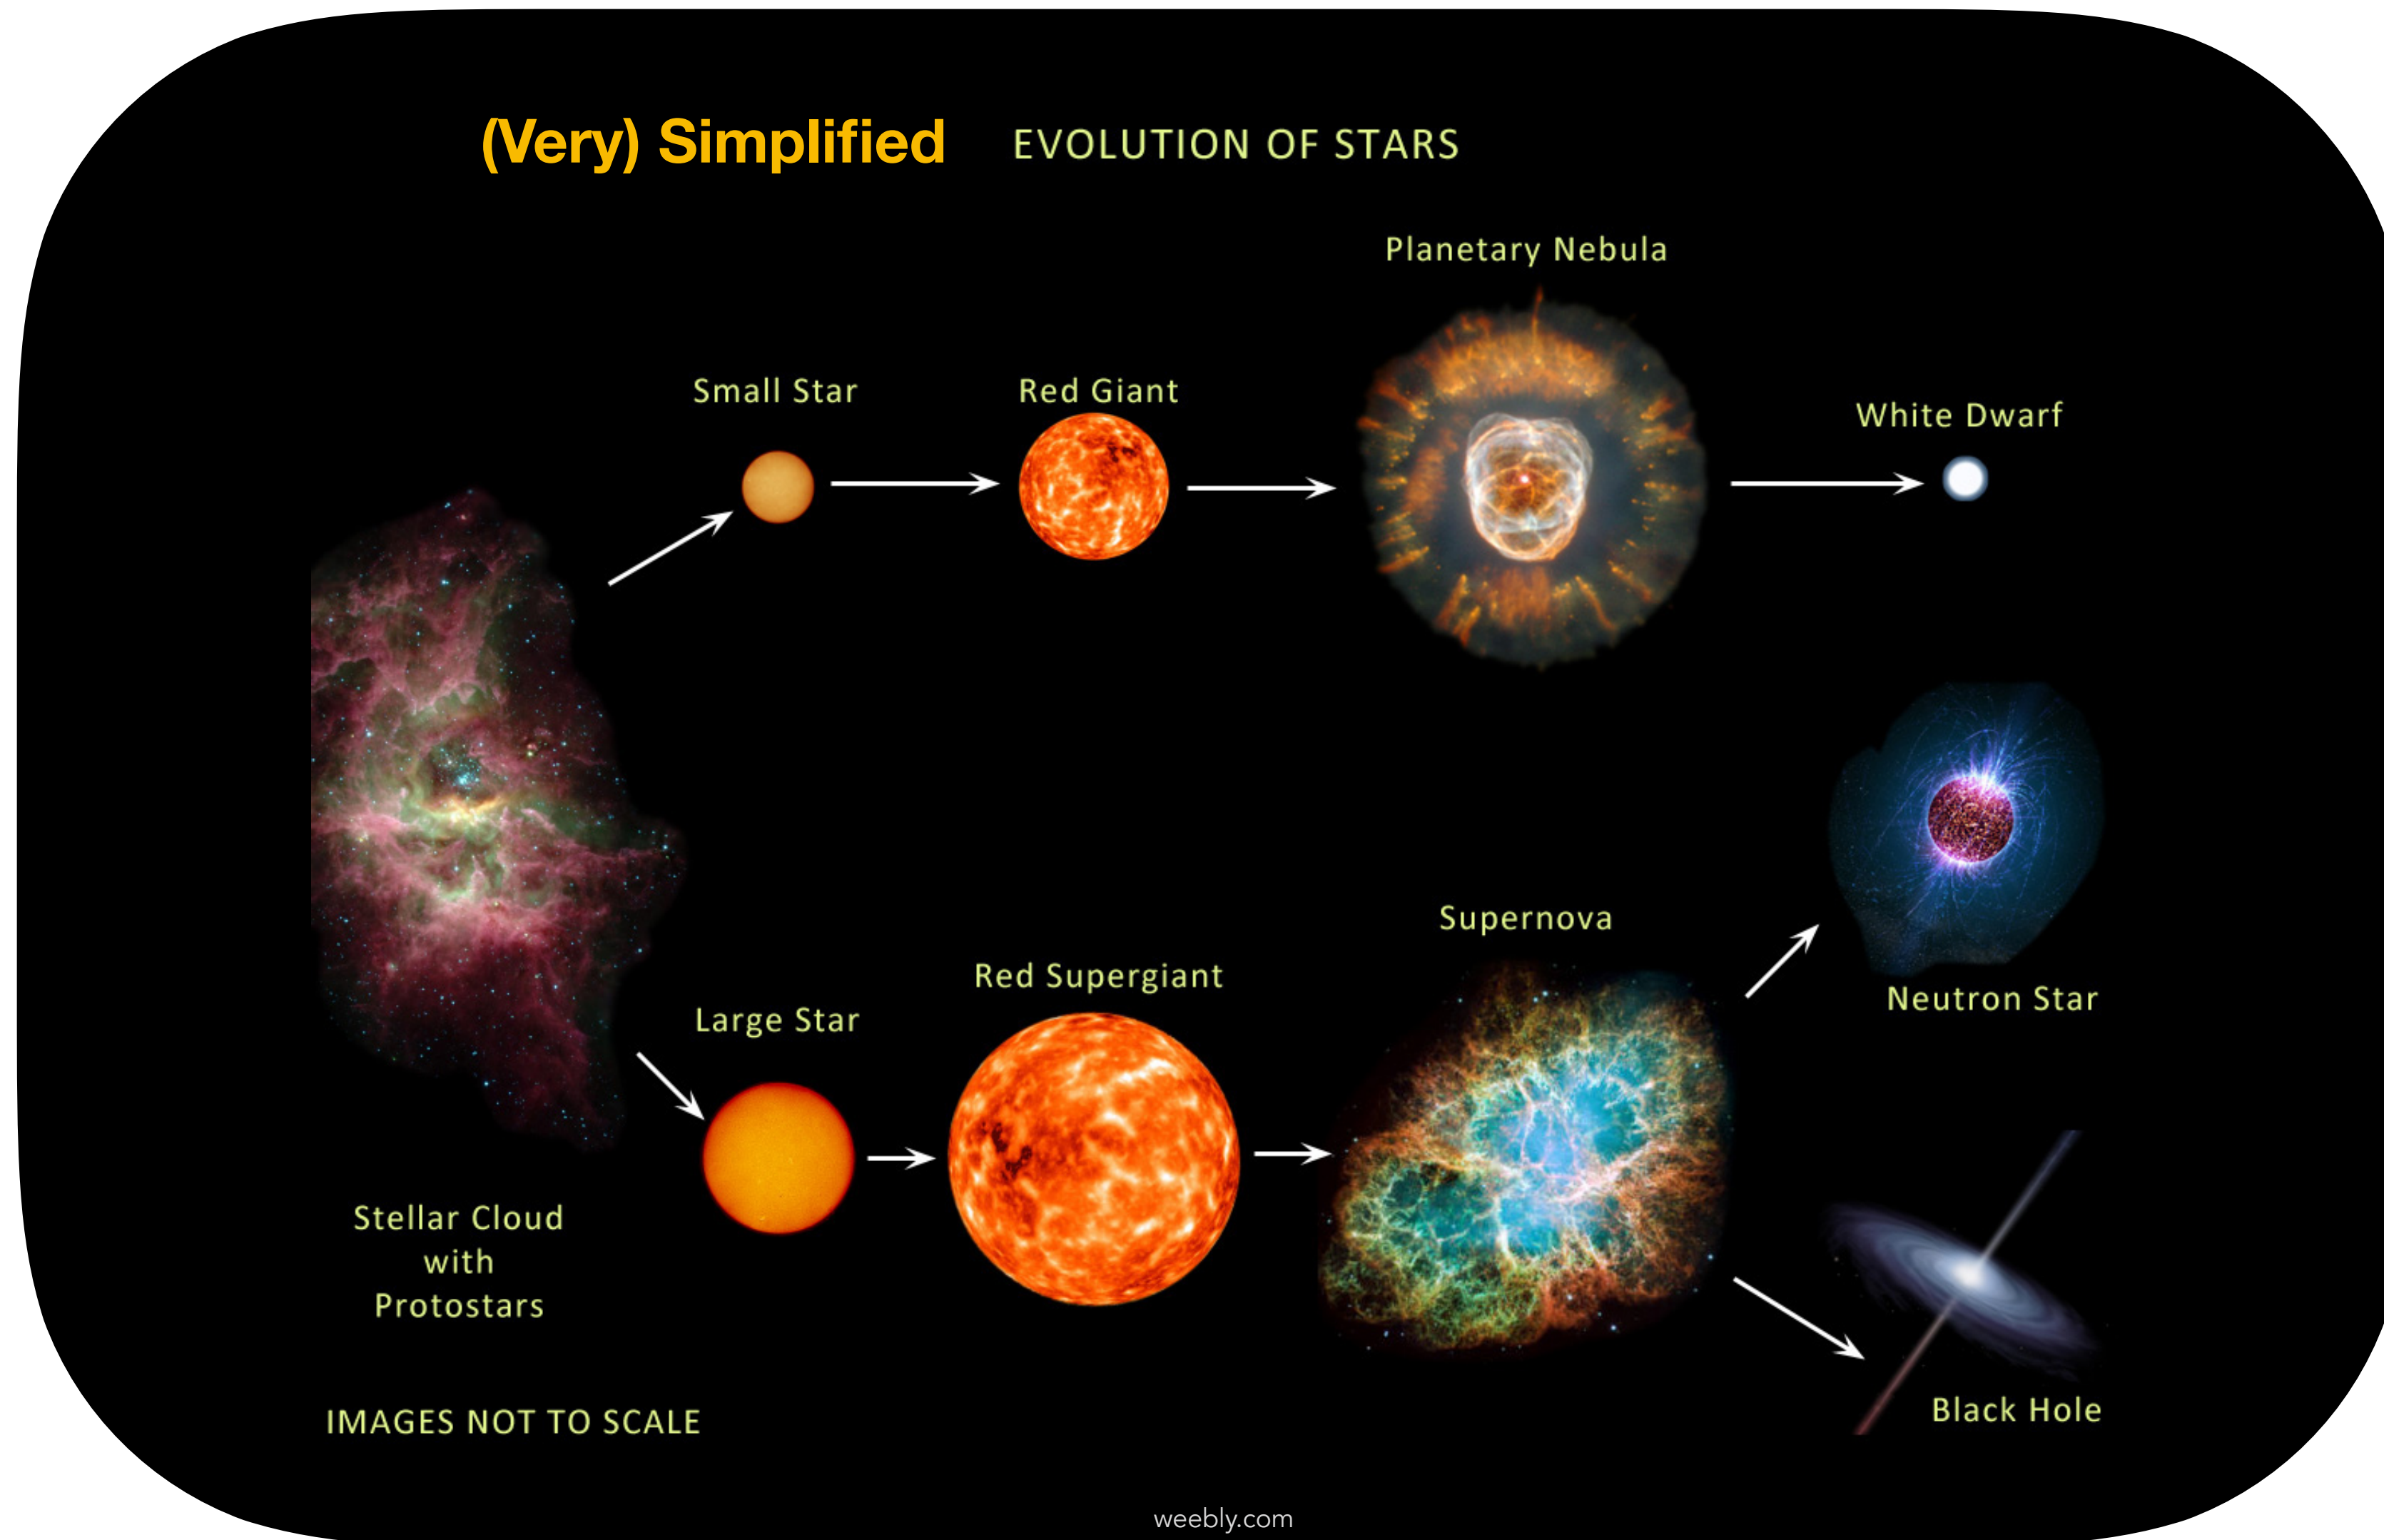 (Very) Simplified EVOLUTION OF STARS
Planetary Nebula
Small Star
Red Giant
White Dwarf
Supernova
Neutron Star
Red Supergiant
Large Star
Stellar Cloud
with
Protostars
Black Hole
IMAGES NOT TO SCALE
weebly.com